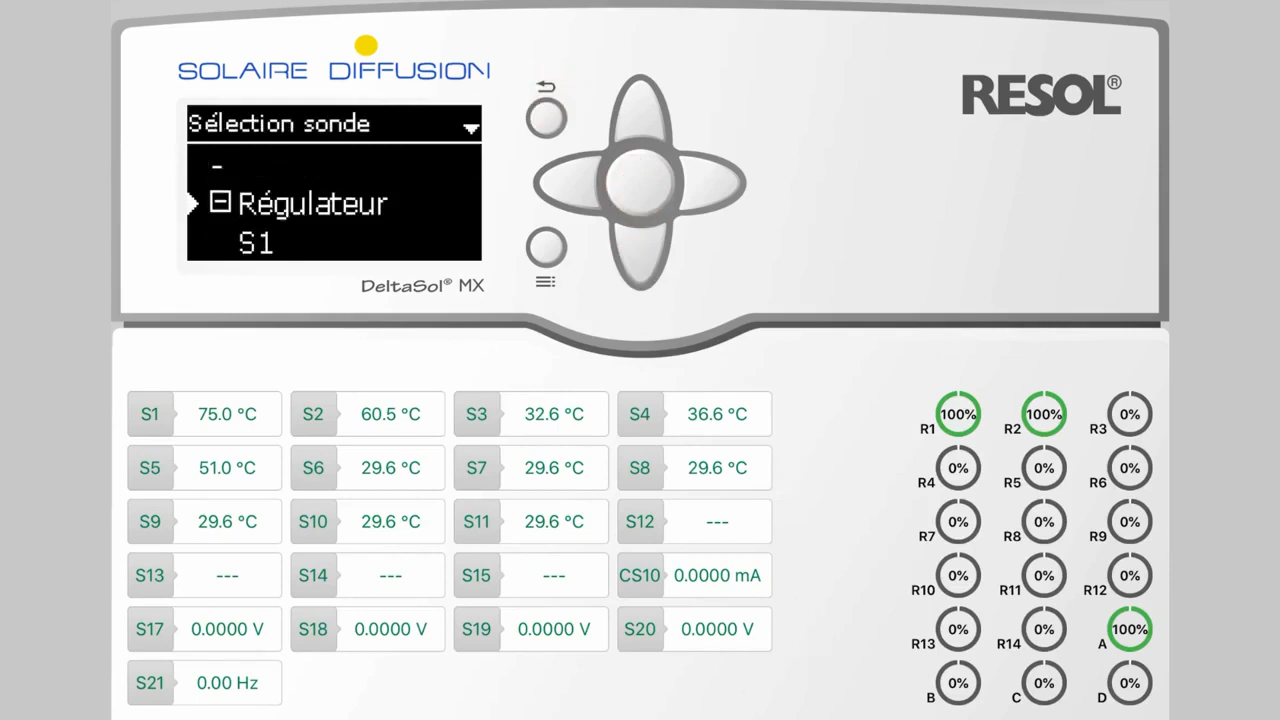 SOLAIRE DIFFUSION
RESOL®
Sélection sonde
-
Régulateur
S1
DeltaSol® MX
S1 75.0 °C S2 60.5 °C S3 32.6 °C S4 36.6 °C
R1 100% R2 100% R3 0%
S5 51.0 °C S6 29.6 °C S7 29.6 °C S8 29.6 °C
R4 0% R5 0% R6 0%
S9 29.6 °C S10 29.6 °C S11 29.6 °C S12 ---
R7 0% R8 0% R9 0%
S13 --- S14 --- S15 --- CS10 0.0000 mA
R10 0% R11 0% R12 0%
S17 0.0000 V S18 0.0000 V S19 0.0000 V S20 0.0000 V
R13 0% R14 0% A 100%
S21 0.00 Hz
B 0% C 0% D 0%